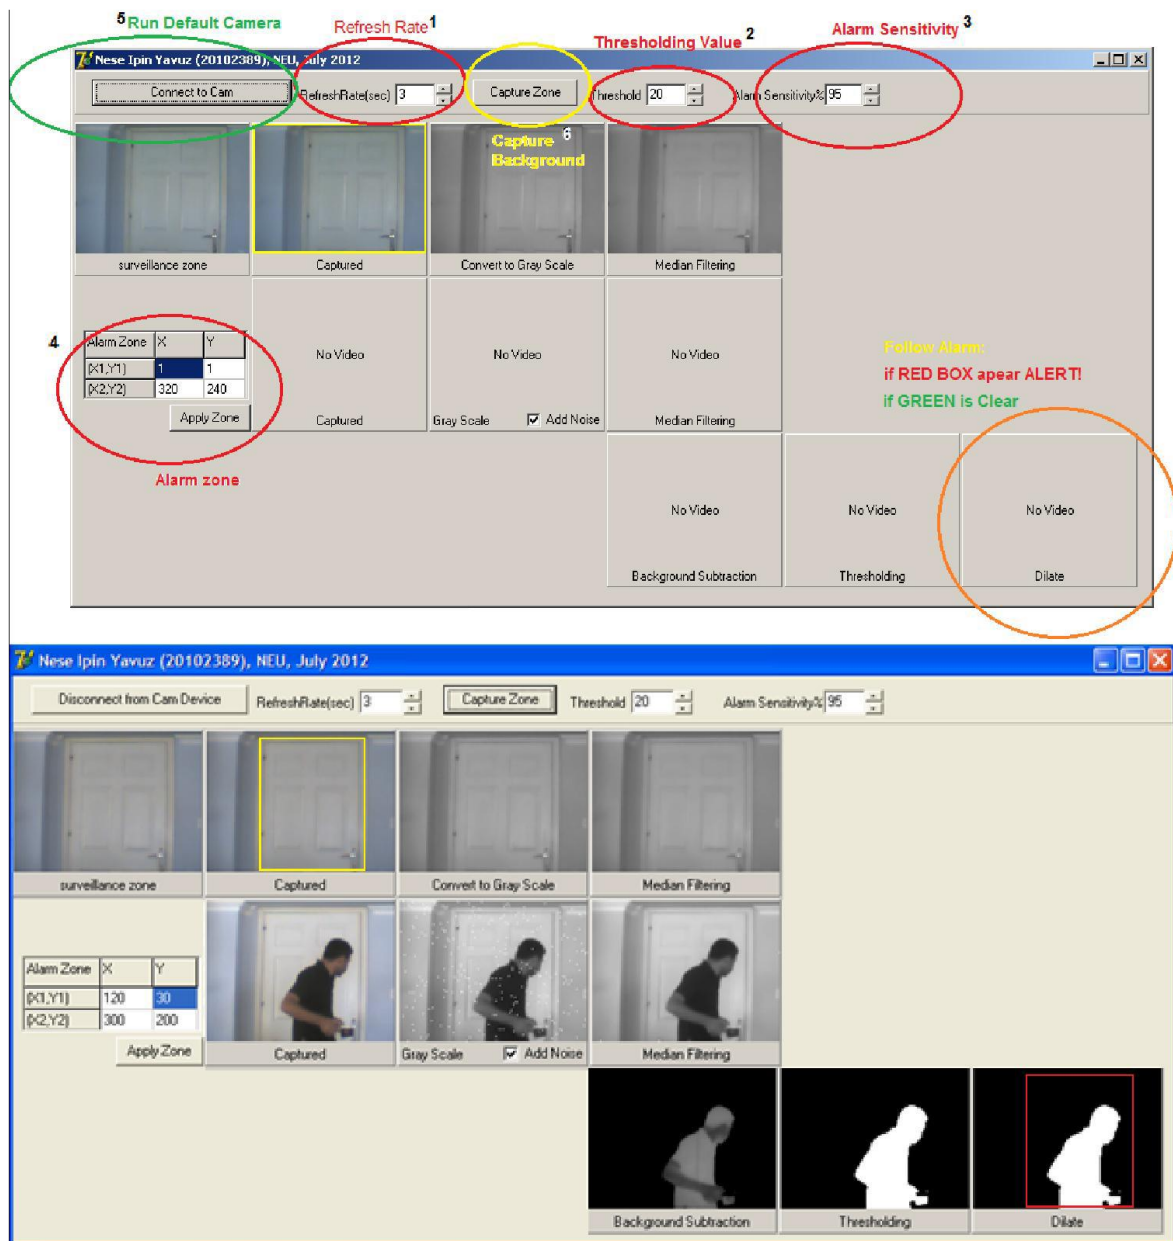 5 Run Default Camera
Refresh Rate 1
Thresholding Value 2
Alarm Sensitivity 3
Nese Ipin Yavuz (20102389), NEU, July 2012
Connect to Cam
RefreshRate(sec) 3
Capture Zone
Threshold 20
Alarm Sensitivity% 95
Capture 6
Background
surveillance zone
Captured
Convert to Gray Scale
Median Filtering
4
Alarm Zone X Y
(X1,Y1) 1 1
(X2,Y2) 320 240
Apply Zone
Alarm zone
No Video
Captured
No Video
Gray Scale
Add Noise
No Video
Median Filtering
Follow Alarm:
if RED BOX apear ALERT!
if GREEN is Clear
No Video
Background Subtraction
No Video
Thresholding
No Video
Dilate
Nese Ipin Yavuz (20102389), NEU, July 2012
Disconnect from Cam Device
RefreshRate(sec) 3
Capture Zone
Threshold 20
Alarm Sensitivity% 95
surveillance zone
Captured
Convert to Gray Scale
Median Filtering
Alarm Zone X Y
(X1,Y1) 120 30
(X2,Y2) 300 200
Apply Zone
Captured
Gray Scale
Add Noise
Median Filtering
Background Subtraction
Thresholding
Dilate